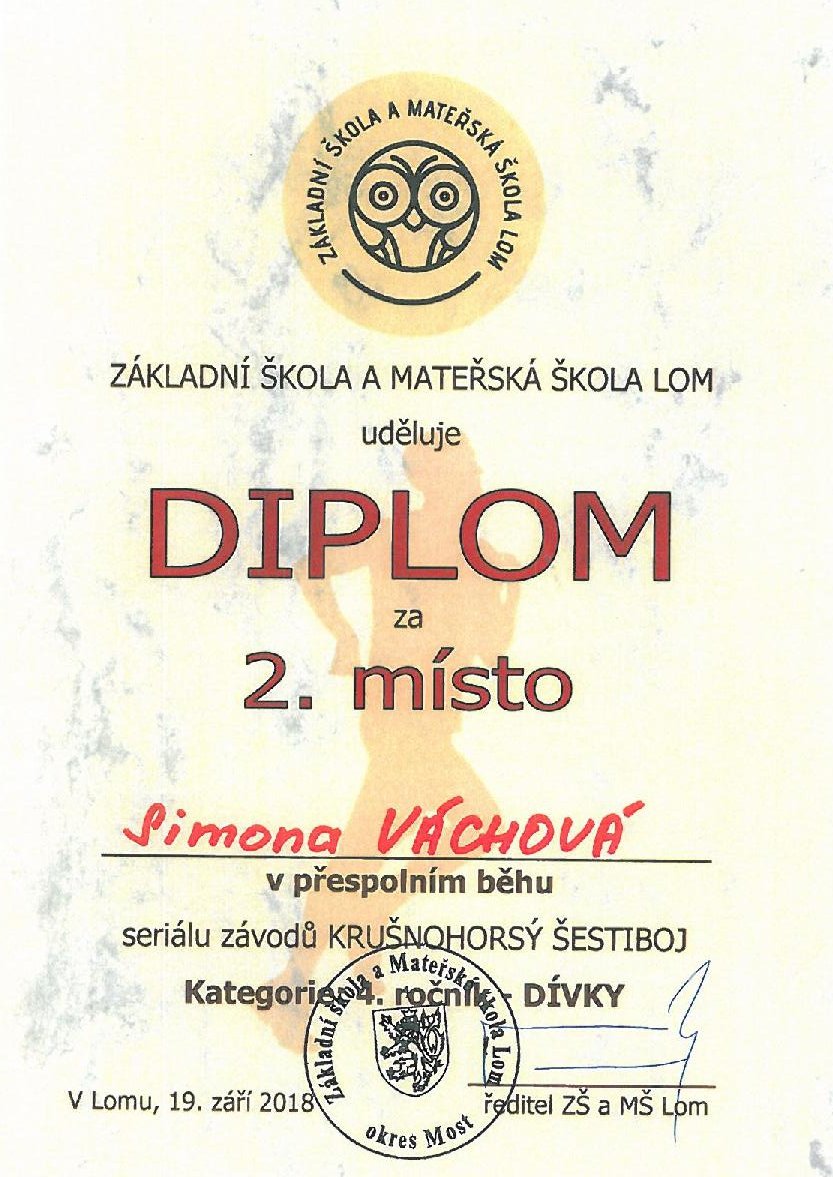 ZÁKLADNÍ ŠKOLA A MATEŘSKÁ ŠKOLA LOM
ZÁKLADNÍ ŠKOLA A MATEŘSKÁ ŠKOLA LOM
uděluje
DIPLOM
za
2. místo
Simona VÁCHOVÁ
v přespolním běhu
seriálu závodů KRUŠNOHORSÝ ŠESTIBOJ
Kategorie 4. ročník - DÍVKY
Základní škola a Mateřská škola Lom
okres Most
V Lomu, 19. září 2018
ředitel ZŠ a MŠ Lom